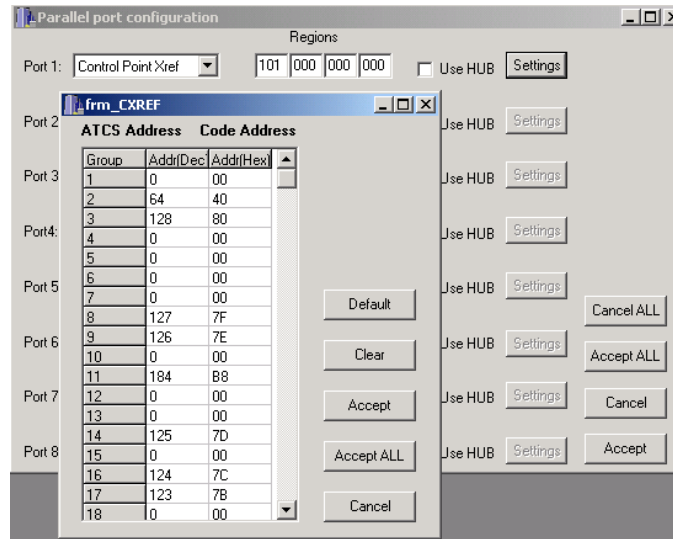 Parallel port configuration
Regions
Port 1: Control Point Xref 101 000 000 000 Use HUB Settings
frm_CXREF
Port 2 Use HUB Settings
ATCS Address Code Address
Group Addr(Dec) Addr(Hex)
1 0 00
Port 3 Use HUB Settings
2 64 40
3 128 80
Port4: Use HUB Settings
4 0 00
5 0 00
6 0 00
Port 5 Use HUB Settings
7 0 00
Default
Cancel ALL
8 127 7F
Port 6 Use HUB Settings
9 126 7E
10 0 00
Clear
Accept ALL
11 184 B8
Port 7 Use HUB Settings
12 0 00
Accept
Cancel
13 0 00
14 125 7D
Port 8 Use HUB Settings
15 0 00
Accept ALL
Accept
16 124 7C
17 123 7B
Cancel
18 0 00